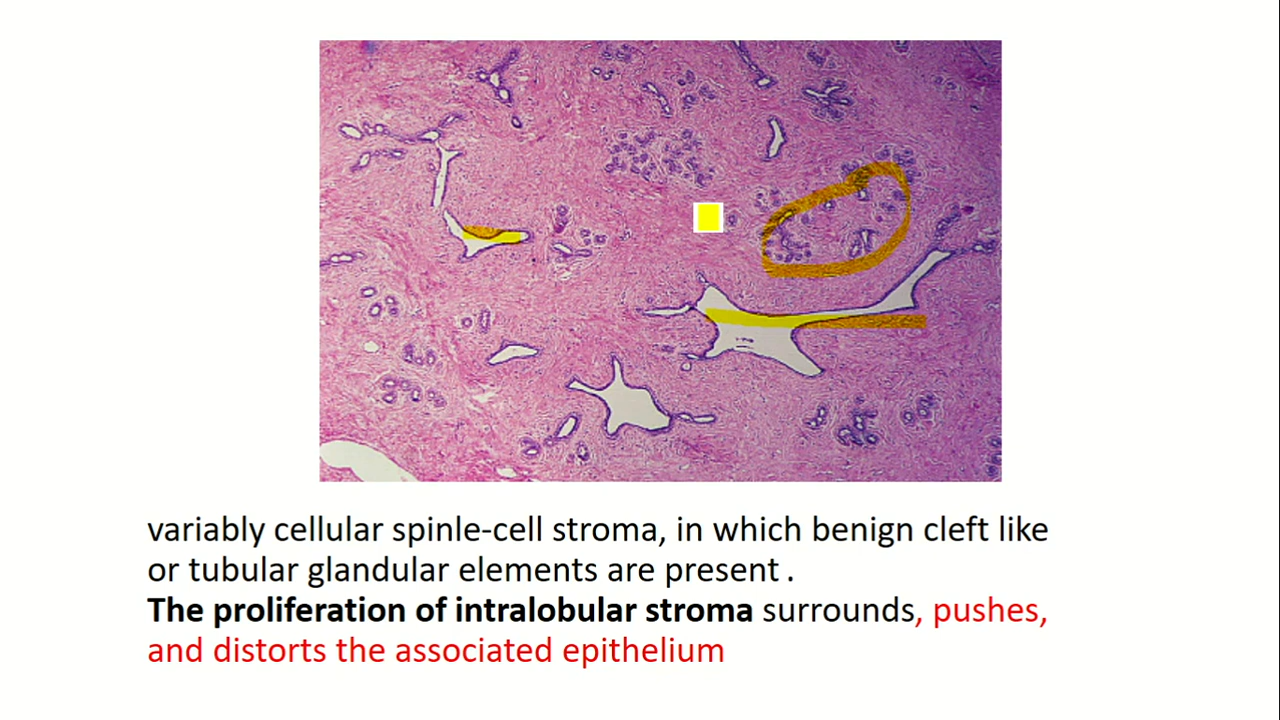 variably cellular spinle-cell stroma, in which benign cleft like
or tubular glandular elements are present .
The proliferation of intralobular stroma surrounds, pushes,
and distorts the associated epithelium